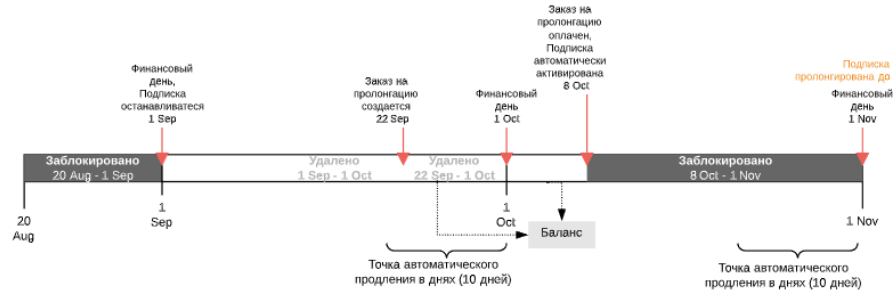 Финансовый
день,
Подписка
останавливатеся
1 Sep
Заказ на
пролонгацию
создается
22 Sep
Финансовый
день
1 Oct
Заказ на
пролонгацию
оплачен,
Подписка
автоматически
активирована
8 Oct
Подписка
пролонгирована до
Финансовый
день
1 Nov
Заблокировано
20 Aug - 1 Sep
Удалено
1 Sep - 1 Oct
Удалено
22 Sep - 1 Oct
Заблокировано
8 Oct - 1 Nov
20
Aug
1
Sep
1
Oct
1 Nov
Баланс
Точка автоматического
продления в днях (10 дней)
Точка автоматического
продления в днях (10 дней)